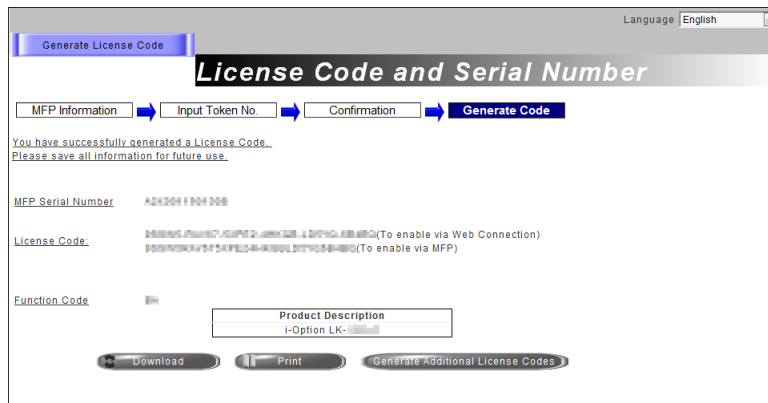 Language English
Generate License Code
License Code and Serial Number
MFP Information Input Token No. Confirmation Generate Code
You have successfully generated a License Code.
Please save all information for future use.
MFP Serial Number
(To enable via Web Connection)
License Code:
(To enable via MFP)
Function Code
Product Description
i-Option LK-
Download Print Generate Additional License Codes